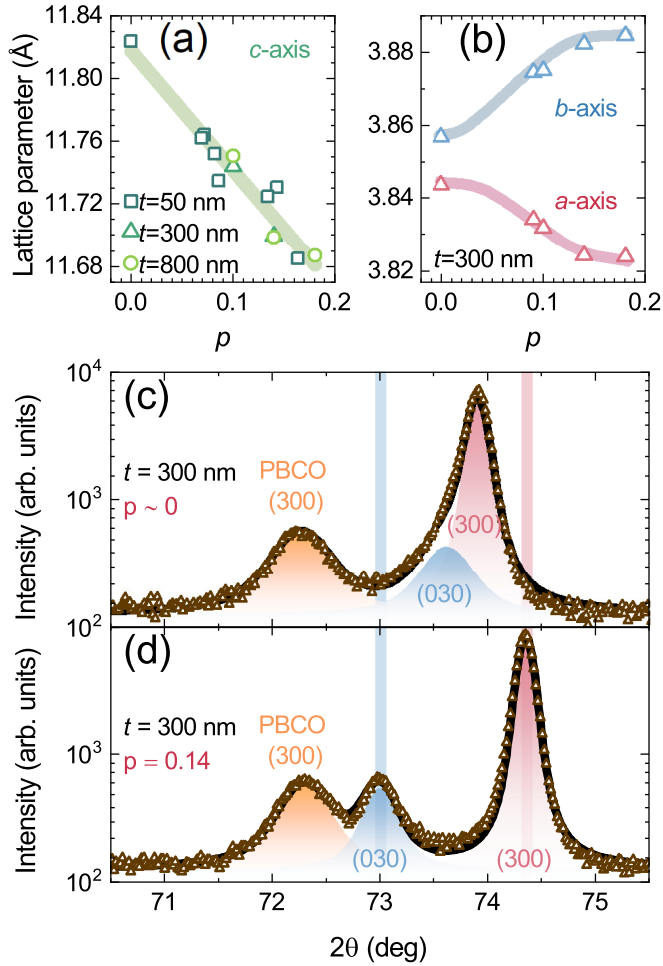 11.84
11.80
11.76
11.72
11.68
Lattice parameter (Å)
(a)
c-axis
t=50 nm
t=300 nm
t=800 nm
0.0
0.1
0.2
p
3.88
3.86
3.84
3.82
(b)
b-axis
a-axis
t=300 nm
0.0
0.1
0.2
p
10⁴
10³
10²
Intensity (arb. units)
(c)
t = 300 nm
p ~ 0
PBCO
(300)
(030)
(300)
10³
10²
Intensity (arb. units)
(d)
t = 300 nm
p = 0.14
PBCO
(300)
(030)
(300)
71
72
73
74
75
2θ (deg)